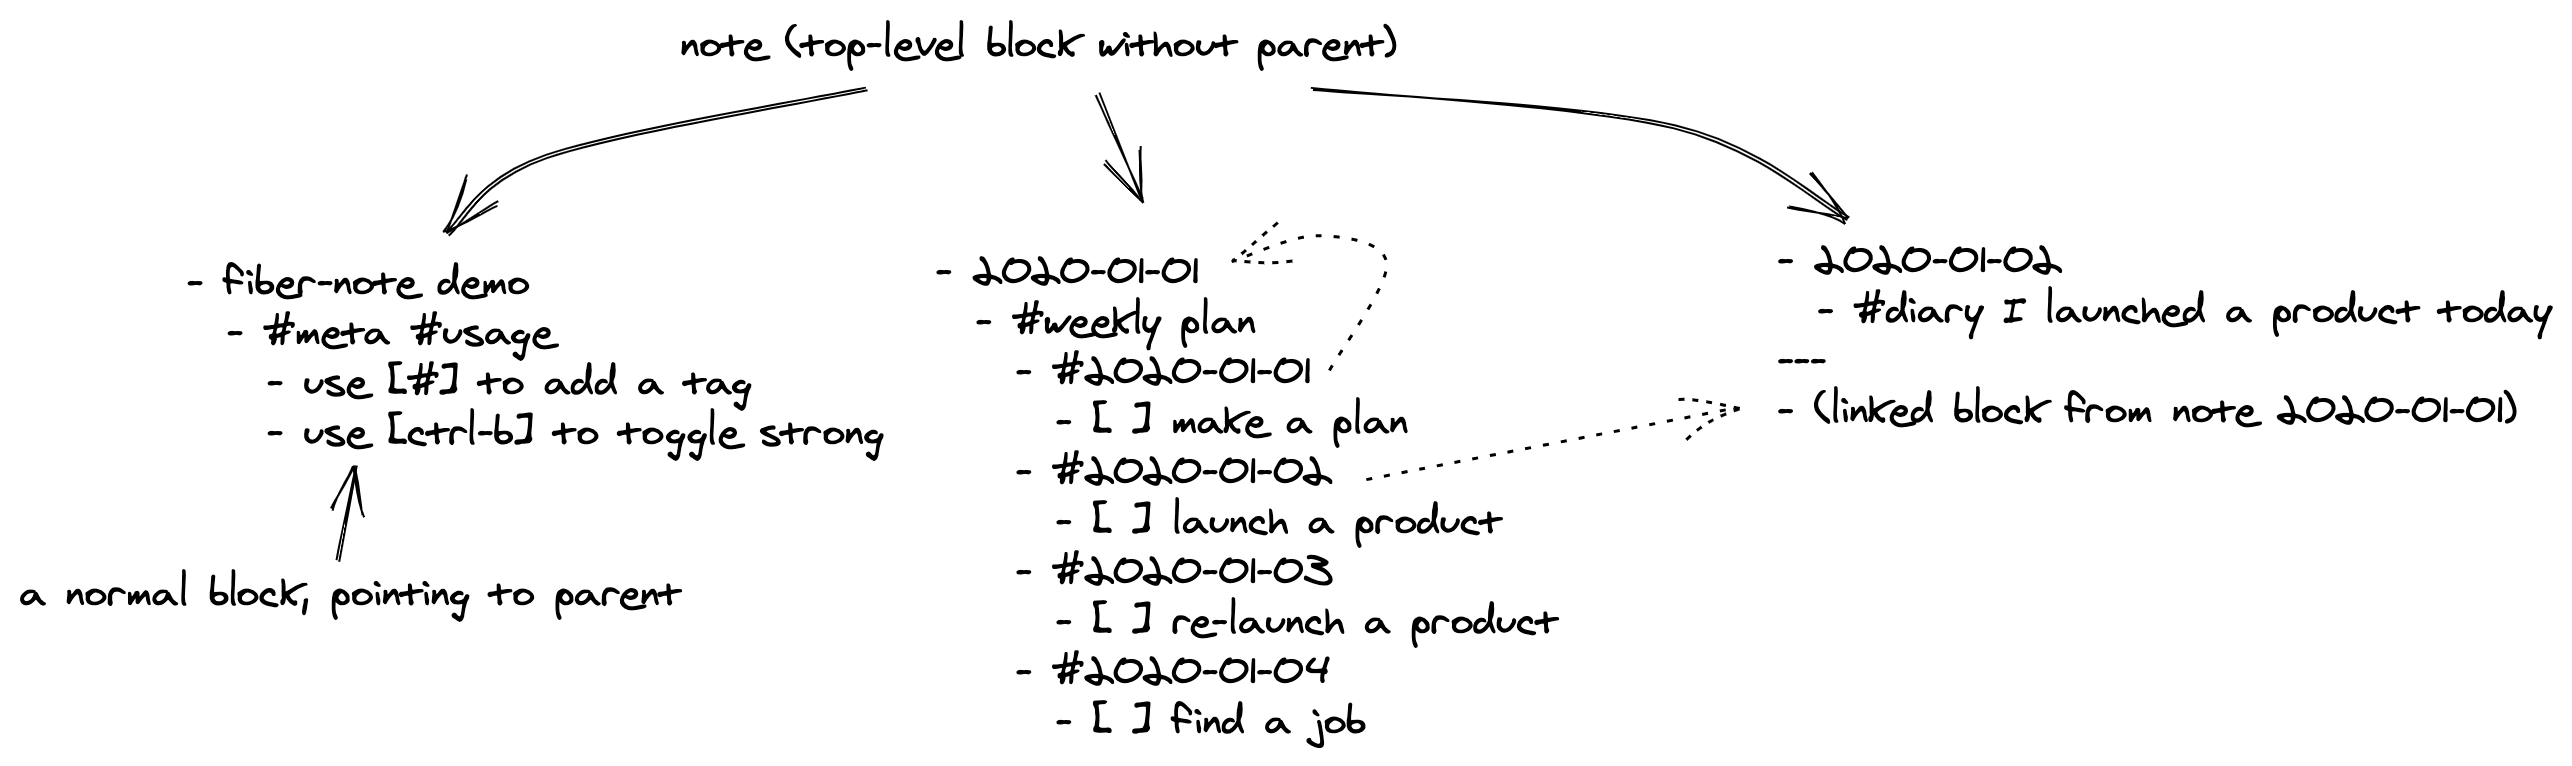 note (top-level block without parent)
- fiber-note demo
- #meta #usage
- use [#] to add a tag
- use [ctrl-b] to toggle strong
a normal block, pointing to parent
- 2020-01-01
- #weekly plan
- #2020-01-01
- [ ] make a plan
- #2020-01-02
- [ ] launch a product
- #2020-01-03
- [ ] re-launch a product
- #2020-01-04
- [ ] find a job
- 2020-01-02
- #diary I launched a product today
---
- (linked block from note 2020-01-01)